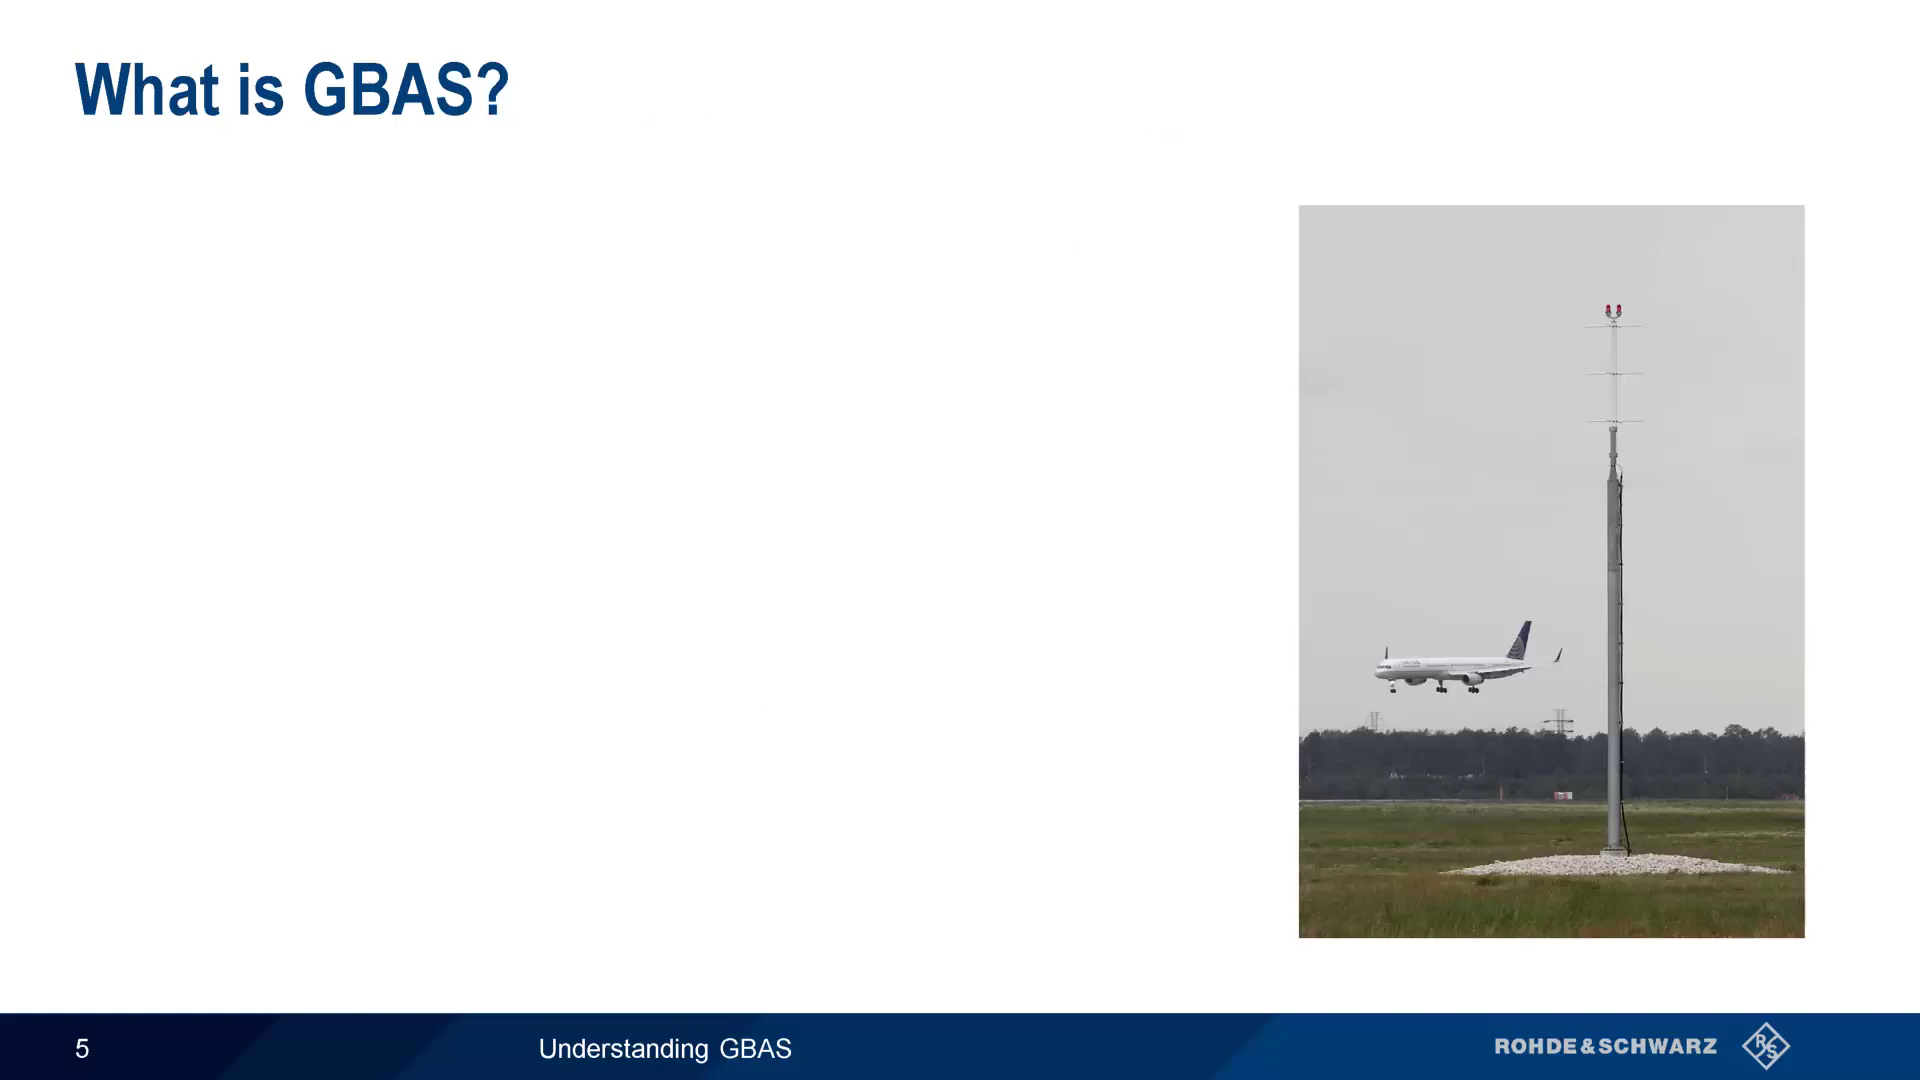 What is GBAS?
5
Understanding GBAS
ROHDE & SCHWARZ
R S